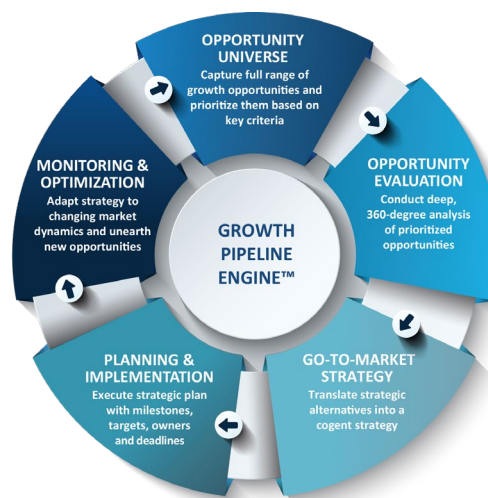 OPPORTUNITY
UNIVERSE
Capture full range of
growth opportunities and
prioritize them based on
key criteria
OPPORTUNITY
EVALUATION
Conduct deep,
360-degree analysis
of prioritized
opportunities
GO-TO-MARKET
STRATEGY
Translate strategic
alternatives into a
cogent strategy
PLANNING &
IMPLEMENTATION
Execute strategic plan
with milestones,
targets, owners
and deadlines
MONITORING &
OPTIMIZATION
Adapt strategy to
changing market
dynamics and unearth
new opportunities
GROWTH
PIPELINE
ENGINE™